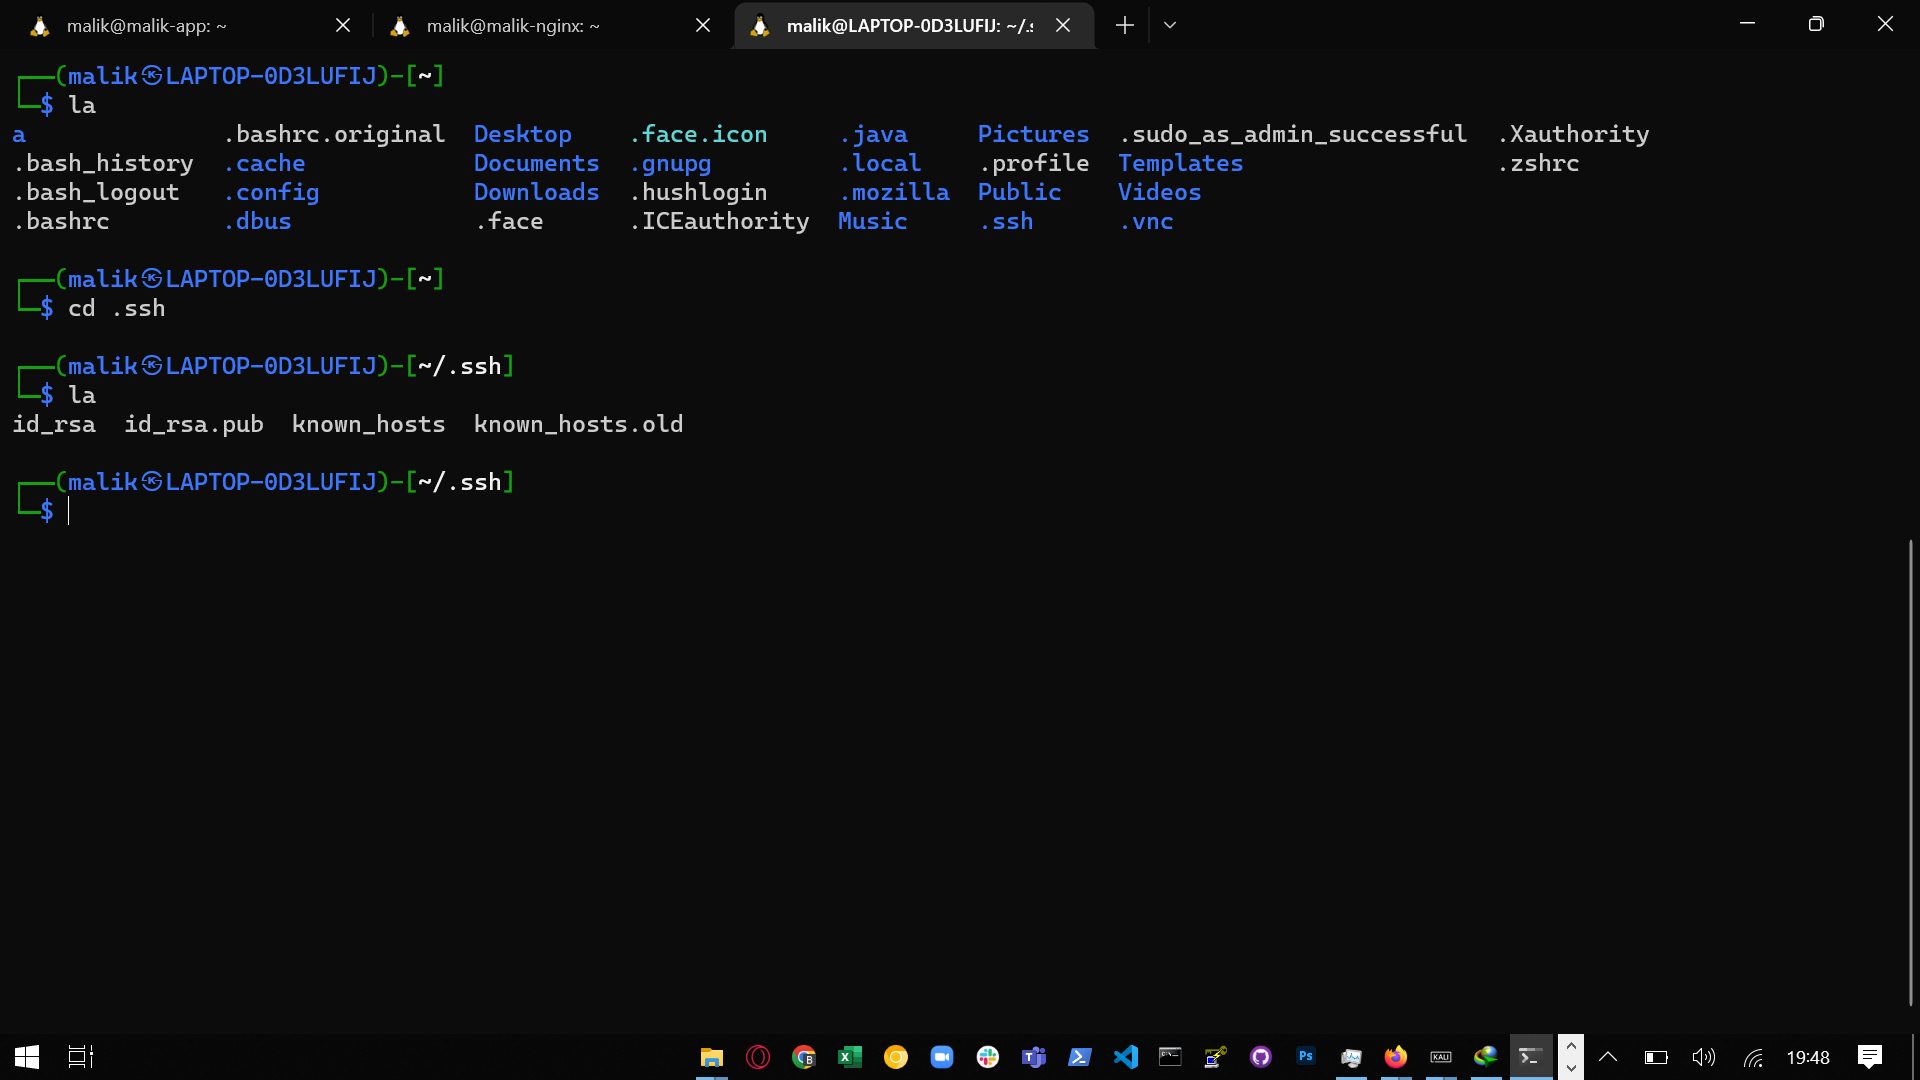 malik@malik-app: ~
malik@malik-nginx: ~
malik@LAPTOP-0D3LUFIJ: ~/.s
┌──(malik㉿LAPTOP-0D3LUFIJ)-[~]
└─$ la
a .bashrc.original Desktop .face.icon .java Pictures .sudo_as_admin_successful .Xauthority
.bash_history .cache Documents .gnupg .local .profile Templates .zshrc
.bash_logout .config Downloads .hushlogin .mozilla Public Videos
.bashrc .dbus .face .ICEauthority Music .ssh .vnc
┌──(malik㉿LAPTOP-0D3LUFIJ)-[~]
└─$ cd .ssh
┌──(malik㉿LAPTOP-0D3LUFIJ)-[~/.ssh]
└─$ la
id_rsa id_rsa.pub known_hosts known_hosts.old
┌──(malik㉿LAPTOP-0D3LUFIJ)-[~/.ssh]
└─$
B
Ps
KALI
19:48